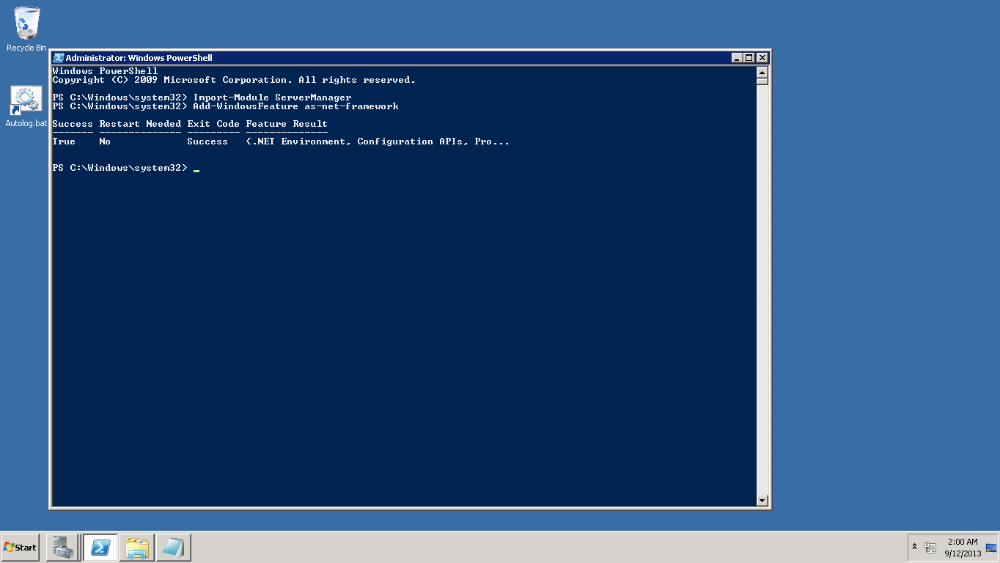 Recycle Bin
Autolog.bat
Administrator: Windows PowerShell
Windows PowerShell
Copyright (C) 2009 Microsoft Corporation. All rights reserved.
PS C:\Windows\system32> Import-Module ServerManager
PS C:\Windows\system32> Add-WindowsFeature as-net-framework
Success Restart Needed Exit Code Feature Result
------- -------------- --------- --------------
True    No             Success   {.NET Environment, Configuration APIs, Pro...
PS C:\Windows\system32> _
Start
2:00 AM
9/12/2013